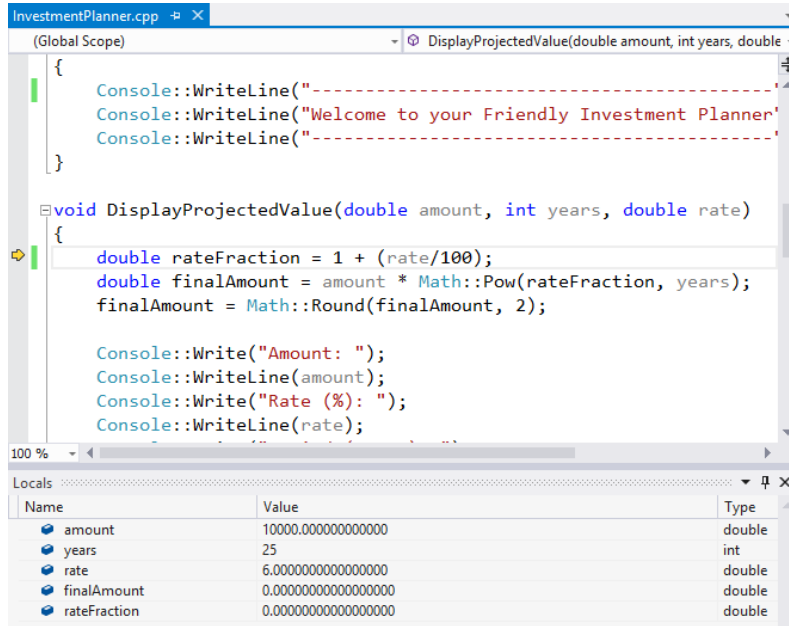 InvestmentPlanner.cpp
(Global Scope) DisplayProjectedValue(double amount, int years, double
{
Console::WriteLine("-------------------------------------------"
Console::WriteLine("Welcome to your Friendly Investment Planner"
Console::WriteLine("-------------------------------------------"
}
void DisplayProjectedValue(double amount, int years, double rate)
{
double rateFraction = 1 + (rate/100);
double finalAmount = amount * Math::Pow(rateFraction, years);
finalAmount = Math::Round(finalAmount, 2);
Console::Write("Amount: ");
Console::WriteLine(amount);
Console::Write("Rate (%): ");
Console::WriteLine(rate);
100 %
Locals
Name Value Type
amount 10000.000000000000 double
years 25 int
rate 6.0000000000000000 double
finalAmount 0.00000000000000000 double
rateFraction 0.00000000000000000 double